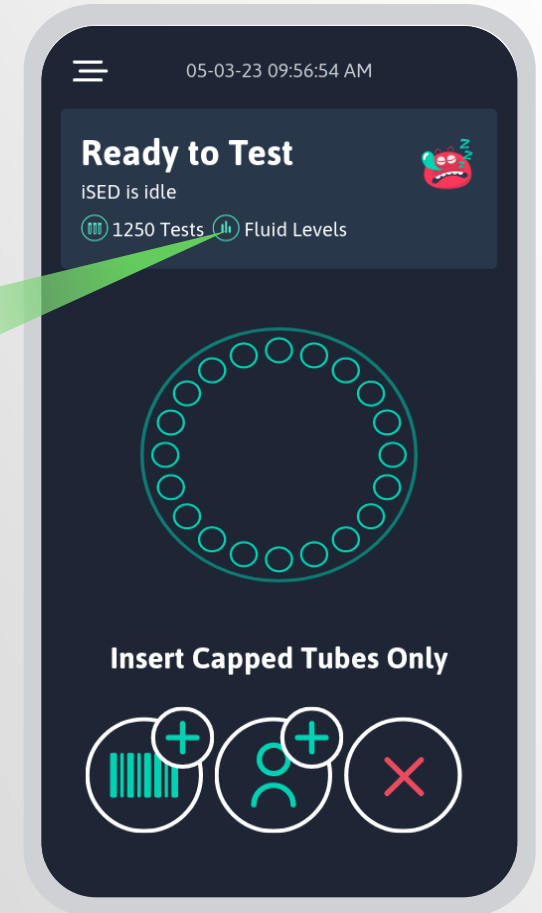 05-03-23 09:56:54 AM
Ready to Test
z
z
z
iSED is idle
1250 Tests Fluid Levels
Insert Capped Tubes Only